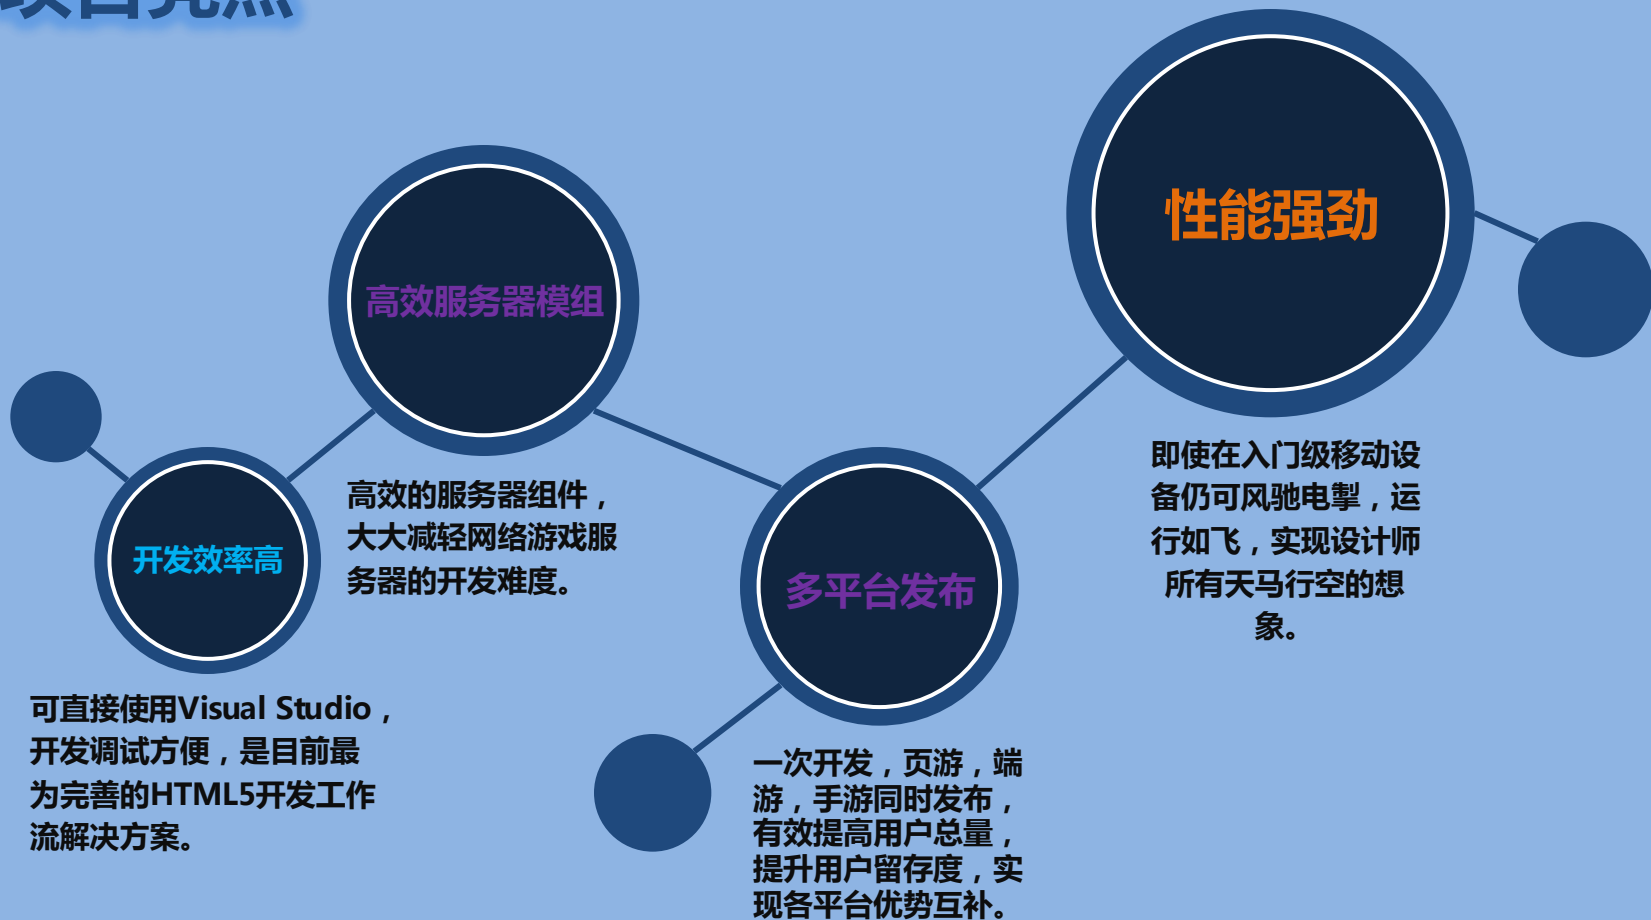 项目亮点
性能强劲
高效服务器模组
开发效率高
多平台发布
高效的服务器组件，
大大减轻网络游戏服
务器的开发难度。
即使在入门级移动设
备仍可风驰电掣，运
行如飞，实现设计师
所有天马行空的想
象。
可直接使用Visual Studio，
开发调试方便，是目前最
为完善的HTML5开发工作
流解决方案。
一次开发，页游，端
游，手游同时发布，
有效提高用户总量，
提升用户留存度，实
现各平台优势互补。